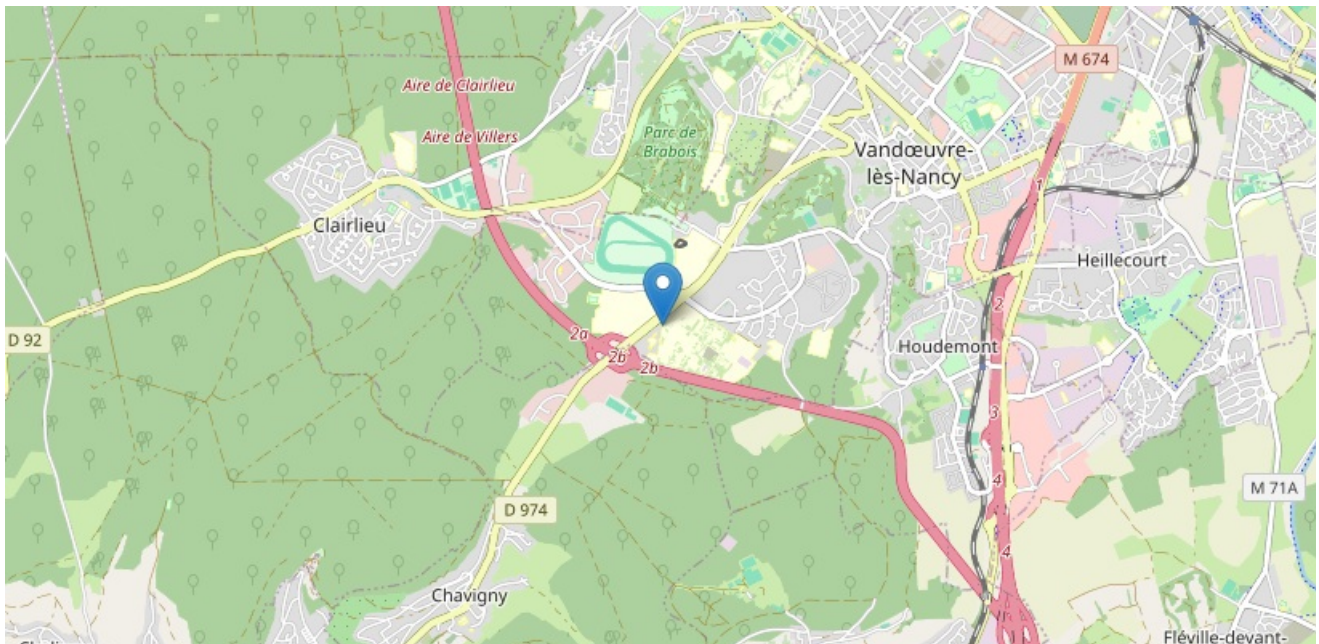 M 674
Aire de Clairlieu
Aire de Villers
Parc de
Brabois
Vandœuvre-
lès-Nancy
1
Clairlieu
Heillecourt
2
D 92
2a
2b
2b
Houdemont
3
4
M 71A
D 974
4
Chavigny
Fléville-devant-